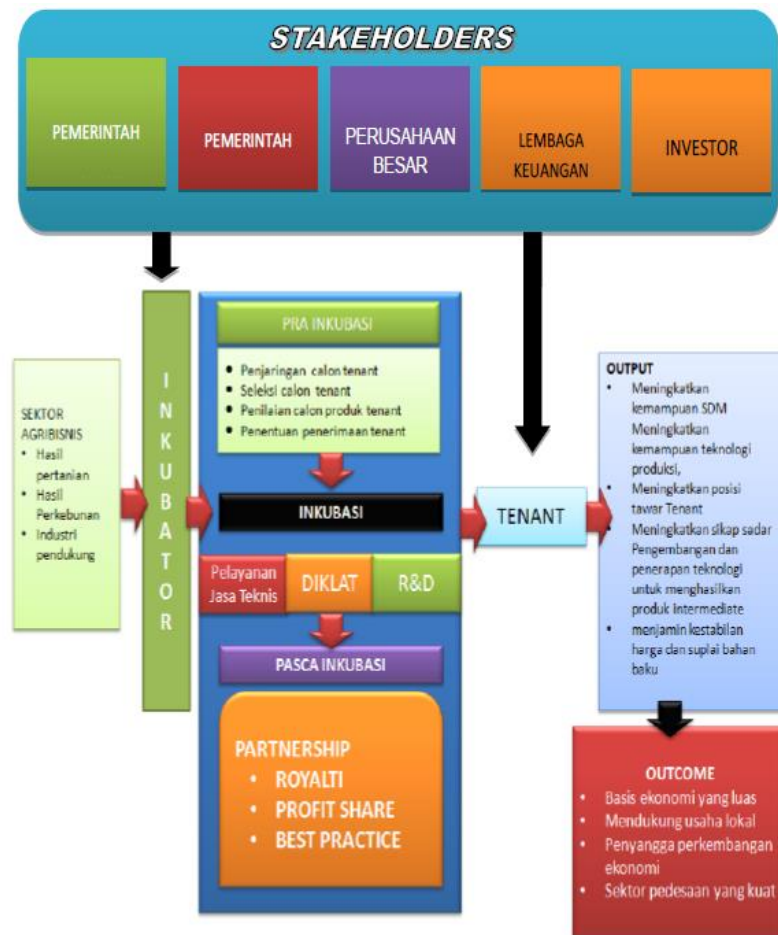 STAKEHOLDERS
PEMERINTAH
PEMERINTAH
PERUSAHAAN
BESAR
LEMBAGA
KEUANGAN
INVESTOR
SEKTOR
AGRIBISNIS
• Hasil
pertanian
• Hasil
Perkebunan
• Industri
pendukung
I
N
K
U
B
A
T
O
R
PRA INKUBASI
• Penjaringan calon tenant
• Seleksi calon tenant
• Penilaian calon produk tenant
• Penentuan penerimaan tenant
INKUBASI
Pelayanan
Jasa Teknis
DIKLAT
R&D
PASCA INKUBASI
PARTNERSHIP
• ROYALTI
• PROFIT SHARE
• BEST PRACTICE
TENANT
OUTPUT
• Meningkatkan
kemampuan SDM
Meningkatkan
kemampuan teknologi
produksi,
• Meningkatkan posisi
tawar Tenant
• Meningkatkan sikap sadar
Pengembangan dan
penerapan teknologi
untuk menghasilkan
produk intermediate
• menjamin kestabilan
harga dan suplai bahan
baku
OUTCOME
• Basis ekonomi yang luas
• Mendukung usaha lokal
• Penyangga perkembangan
ekonomi
• Sektor pedesaan yang kuat